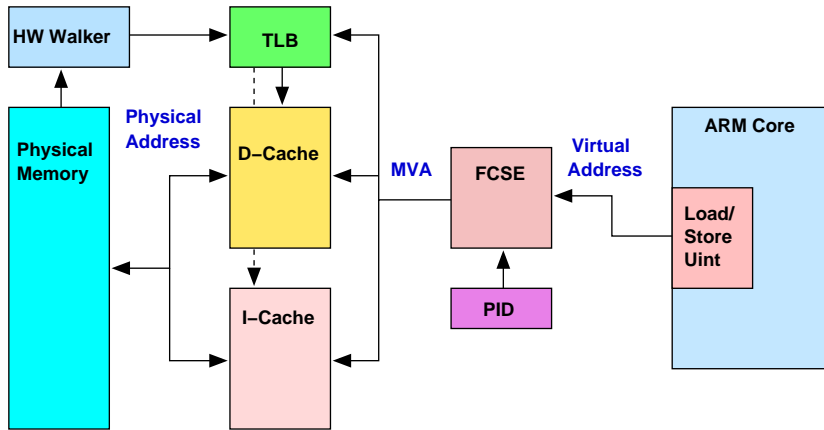 HW Walker
TLB
Physical
Address
D–Cache
Physical
Memory
MVA
FCSE
Virtual
Address
ARM Core
Load/
Store
Uint
I–Cache
PID